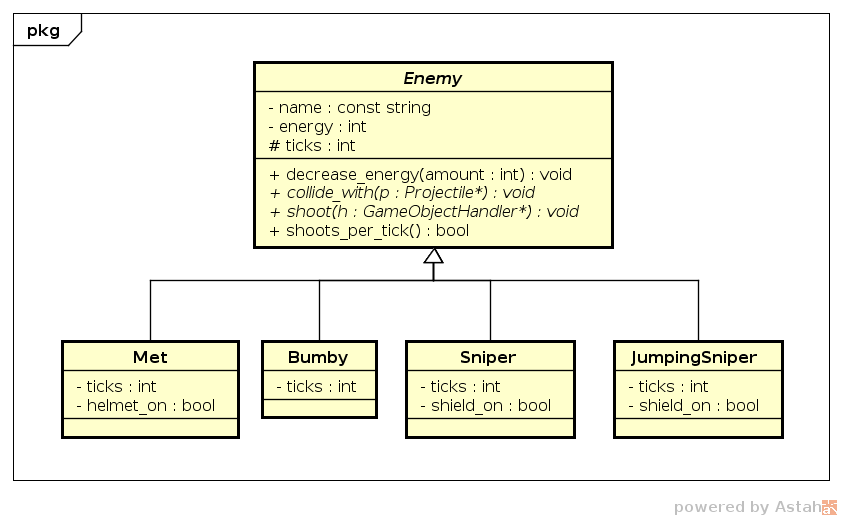 pkg
Enemy
- name : const string
- energy : int
# ticks : int
+ decrease_energy(amount : int) : void
+ collide_with(p : Projectile*) : void
+ shoot(h : GameObjectHandler*) : void
+ shoots_per_tick() : bool
Met
- ticks : int
- helmet_on : bool
Bumby
- ticks : int
Sniper
- ticks : int
- shield_on : bool
JumpingSniper
- ticks : int
- shield_on : bool
powered by Astah